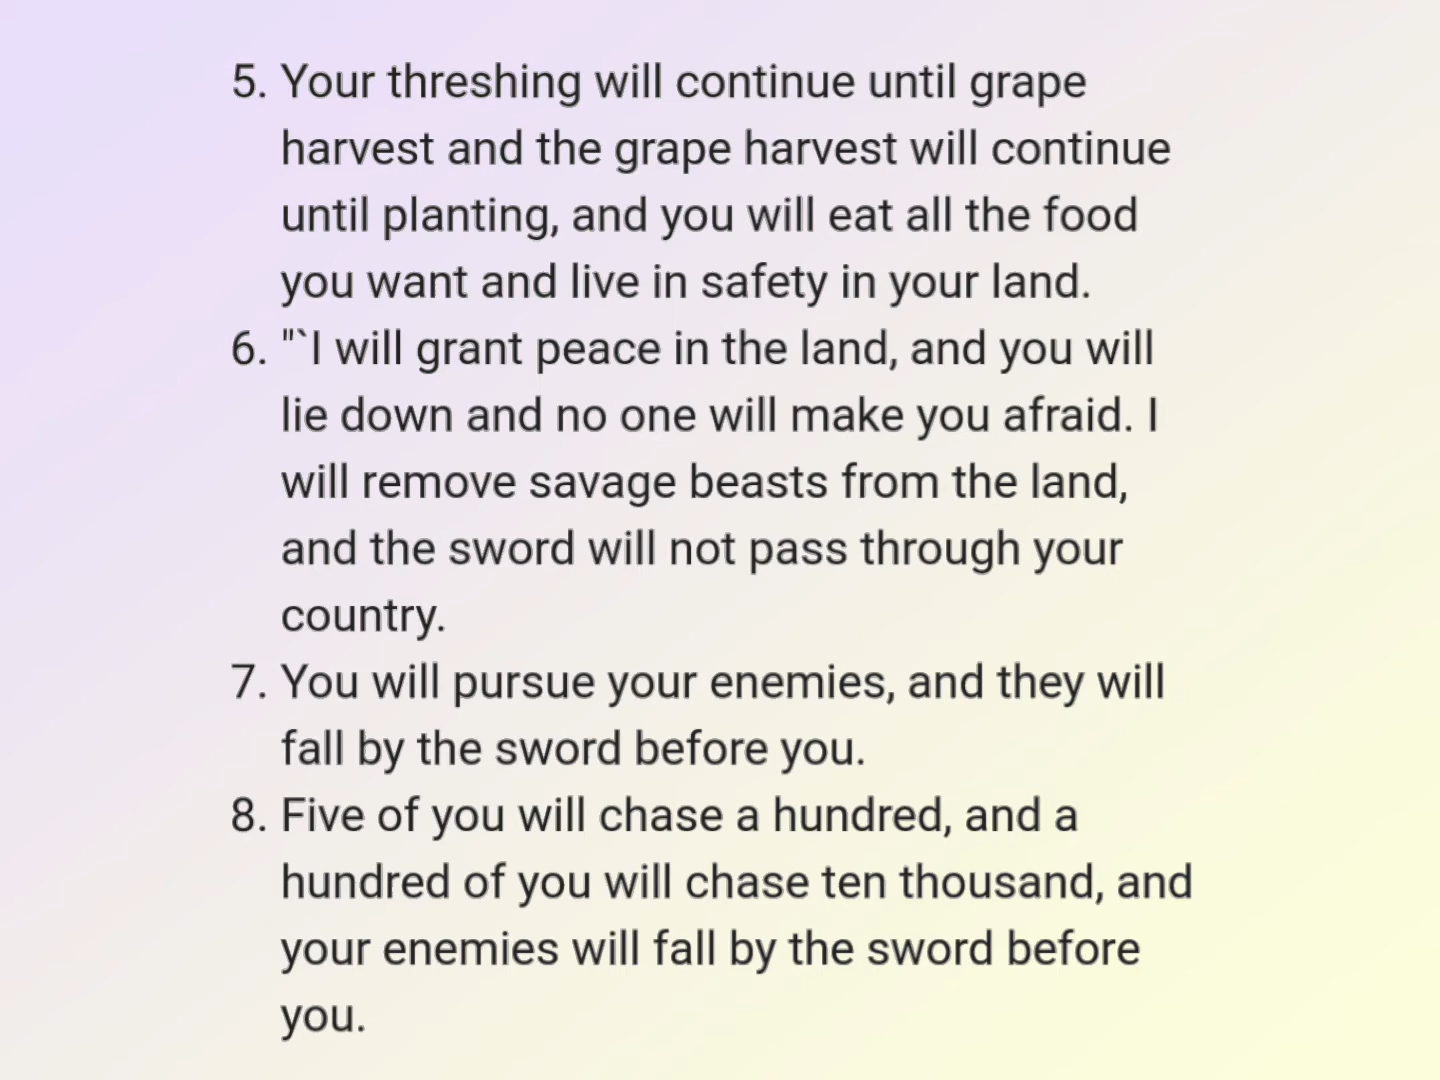 5. Your threshing will continue until grape
harvest and the grape harvest will continue
until planting, and you will eat all the food
you want and live in safety in your land.
6. "`I will grant peace in the land, and you will
lie down and no one will make you afraid. I
will remove savage beasts from the land,
and the sword will not pass through your
country.
7. You will pursue your enemies, and they will
fall by the sword before you.
8. Five of you will chase a hundred, and a
hundred of you will chase ten thousand, and
your enemies will fall by the sword before
you.